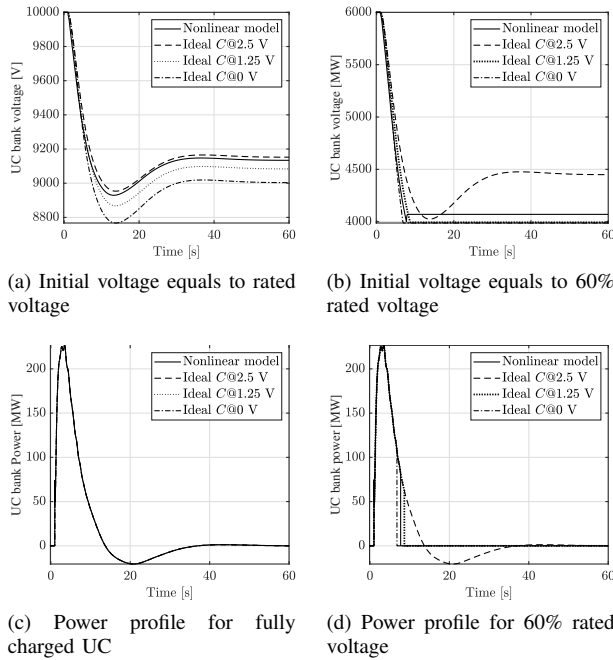 10000
9800
9600
9400
9200
9000
8800
UC bank voltage [V]
0
20
40
60
Time [s]
Nonlinear model
Ideal C@2.5 V
Ideal C@1.25 V
Ideal C@0 V
(a) Initial voltage equals to rated
voltage
6000
5500
5000
4500
4000
UC bank voltage [MW]
0
10
20
30
40
50
60
Time [s]
Nonlinear model
Ideal C@2.5 V
Ideal C@1.25 V
Ideal C@0 V
(b) Initial voltage equals to 60%
rated voltage
200
150
100
50
0
UC bank Power [MW]
0
20
40
60
Time [s]
Nonlinear model
Ideal C@2.5 V
Ideal C@1.25 V
Ideal C@0 V
(c) Power profile for fully
charged UC
200
150
100
50
0
UC bank power [MW]
0
20
40
60
Time [s]
Nonlinear model
Ideal C@2.5 V
Ideal C@1.25 V
Ideal C@0 V
(d) Power profile for 60% rated
voltage